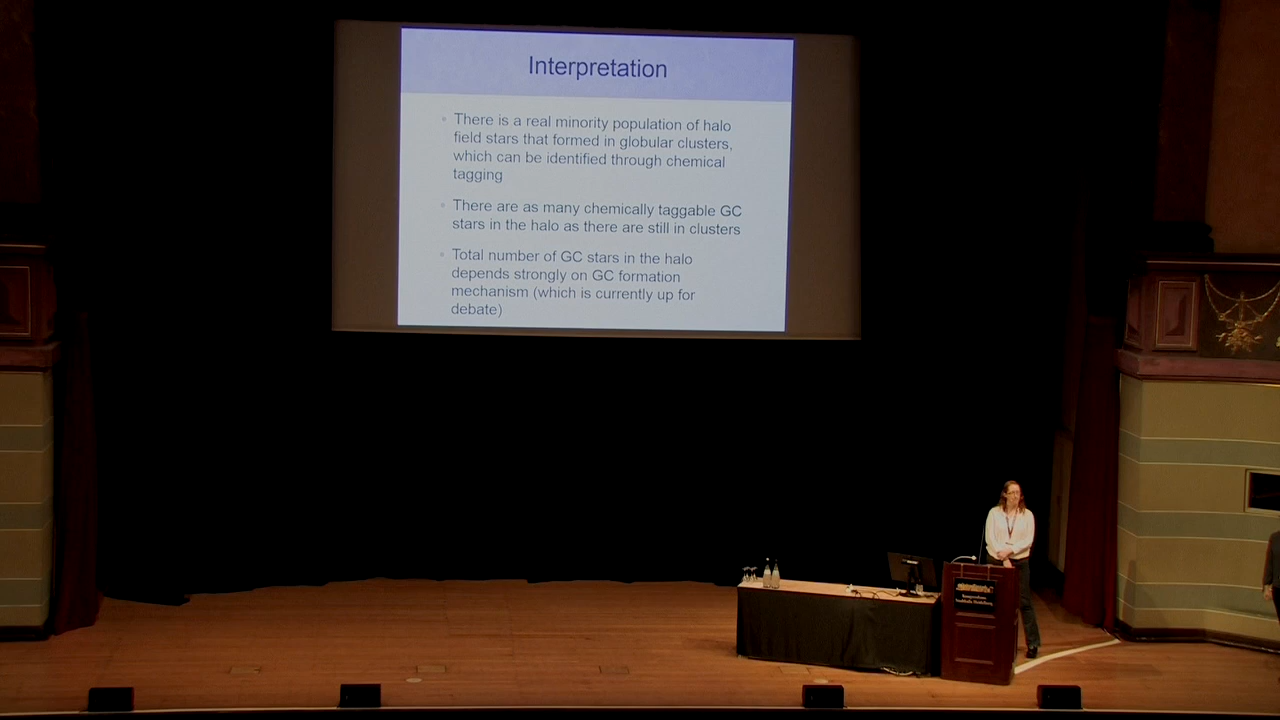 Interpretation
There is a real minority population of halo
field stars that formed in globular clusters,
which can be identified through chemical
tagging
There are as many chemically taggable GC
stars in the halo as there are still in clusters
Total number of GC stars in the halo
depends strongly on GC formation
mechanism (which is currently up for
debate)